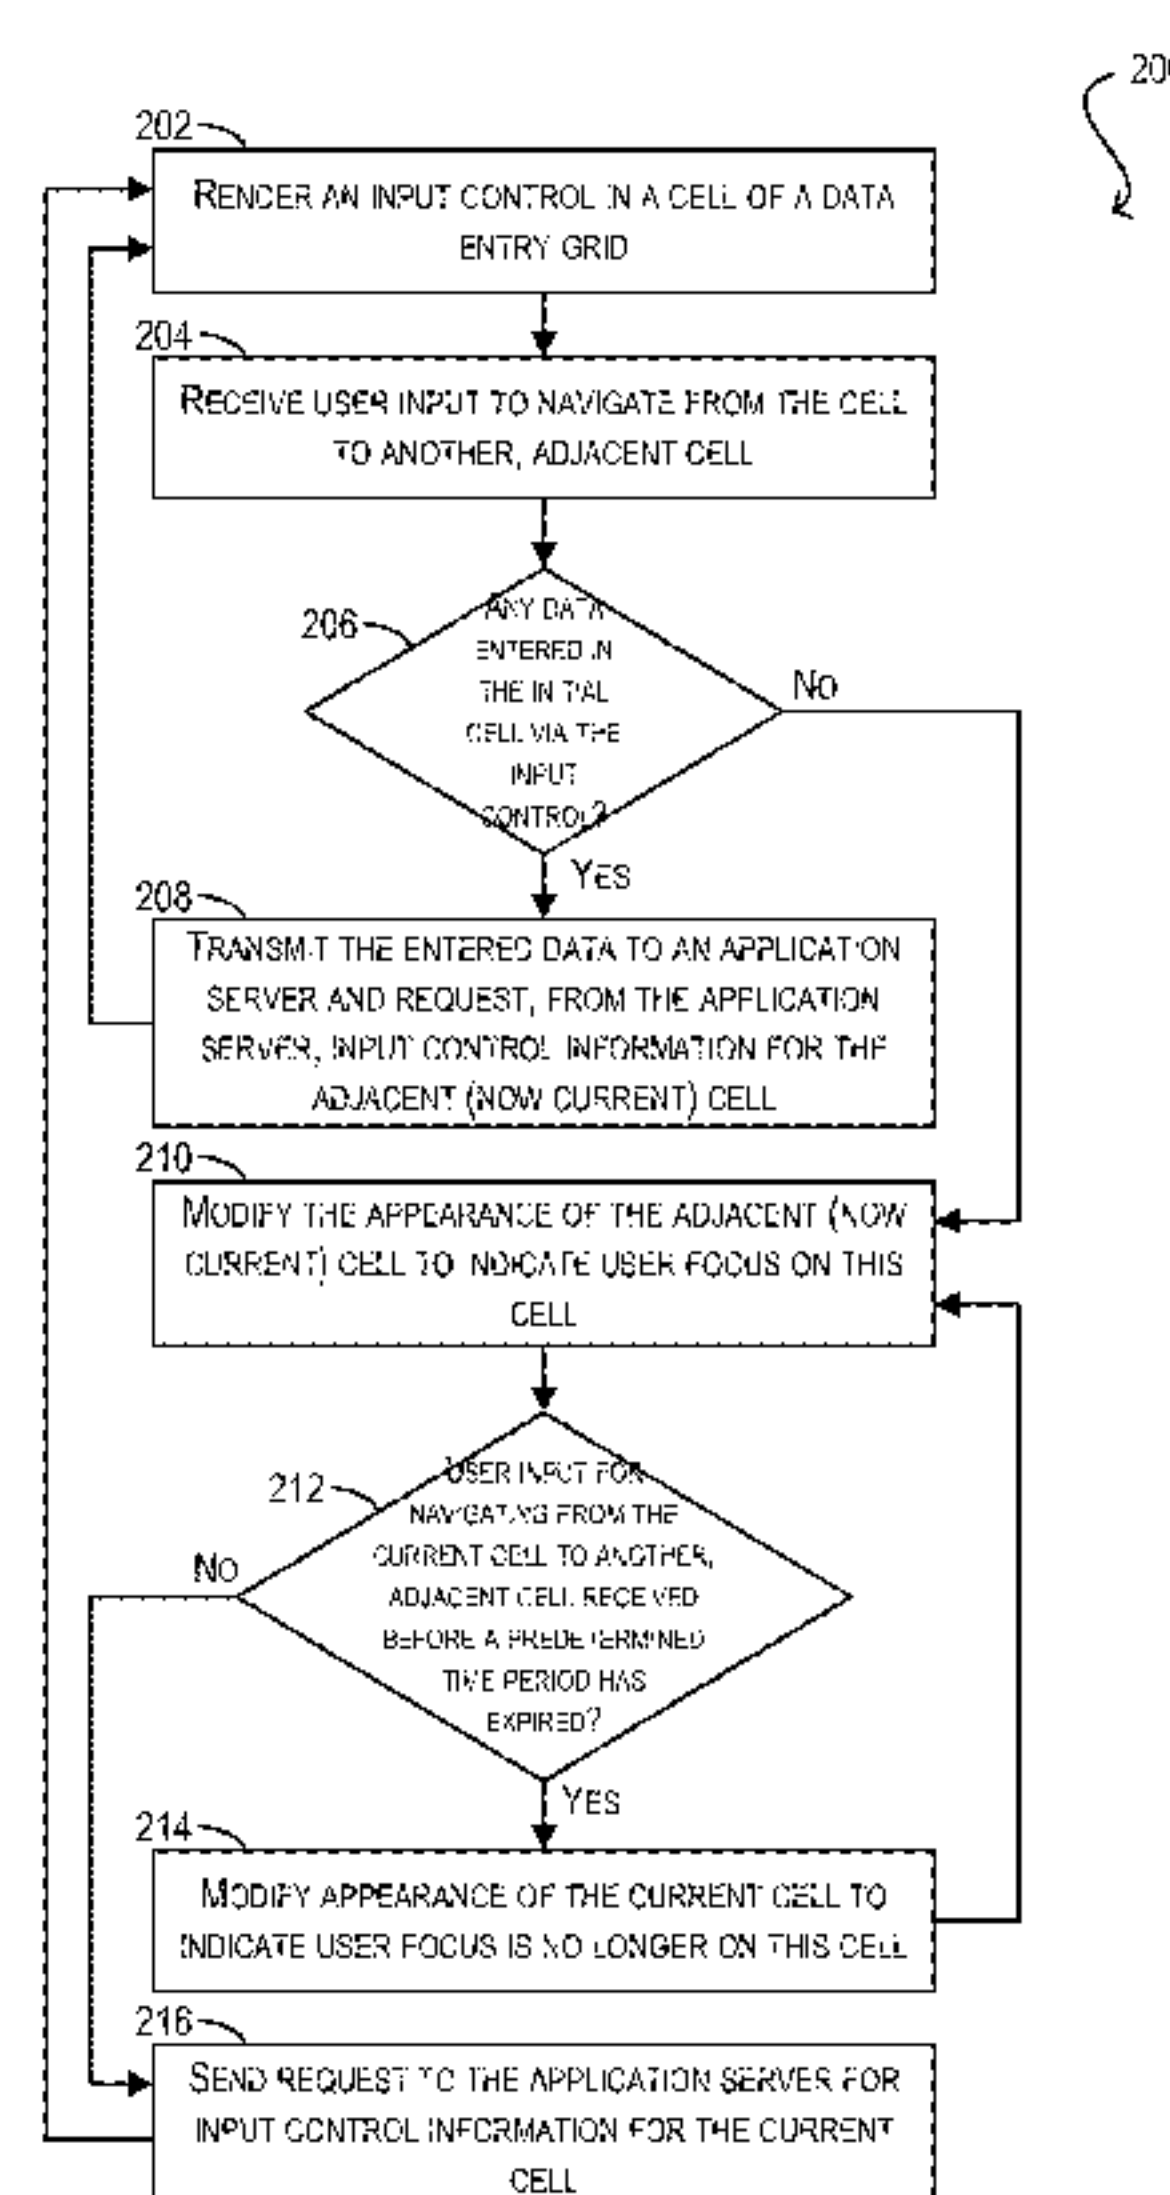 20
202
RENDER AN INPUT CONTROL IN A CELL OF A DATA
ENTRY GRID
204
RECEIVE USER INPUT TO NAVIGATE FROM THE CELL
TO ANOTHER, ADJACENT CELL
206
ANY DATA
ENTERED IN
THE INITIAL
CELL VIA THE
INPUT
CONTROL?
NO
YES
208
TRANSMIT THE ENTERED DATA TO AN APPLICATION
SERVER AND REQUEST, FROM THE APPLICATION
SERVER, INPUT CONTROL INFORMATION FOR THE
ADJACENT (NOW CURRENT) CELL
210
MODIFY THE APPEARANCE OF THE ADJACENT (NOW
CURRENT) CELL TO INDICATE USER FOCUS ON THIS
CELL
212
USER INPUT FOR
NAVIGATING FROM THE
CURRENT CELL TO ANOTHER,
ADJACENT CELL RECEIVED
BEFORE A PREDETERMINED
TIME PERIOD HAS
EXPIRED?
NO
YES
214
MODIFY APPEARANCE OF THE CURRENT CELL TO
INDICATE USER FOCUS IS NO LONGER ON THIS CELL
216
SEND REQUEST TO THE APPLICATION SERVER FOR
INPUT CONTROL INFORMATION FOR THE CURRENT
CELL